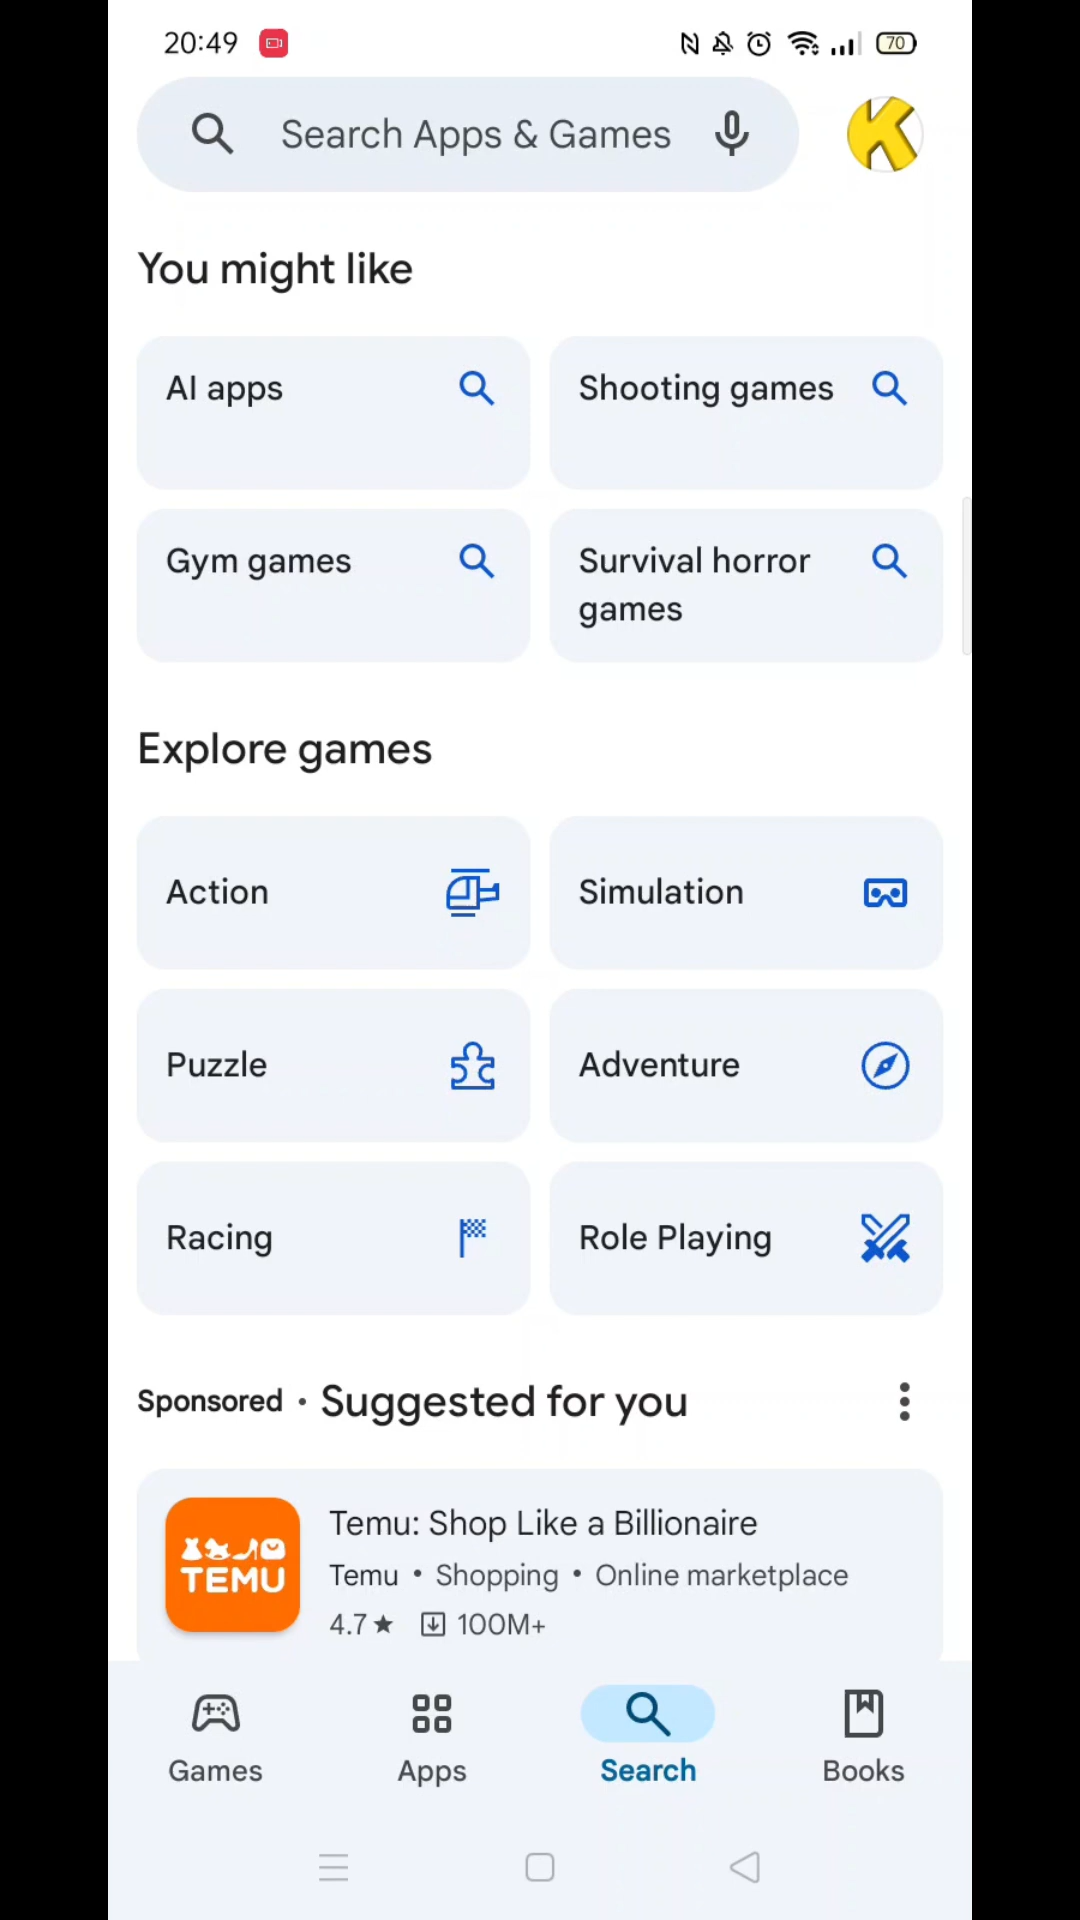 20:49
70
Search Apps & Games
K
You might like
AI apps
Shooting games
Gym games
Survival horror
games
Explore games
Action
Simulation
Puzzle
Adventure
Racing
Role Playing
Sponsored • Suggested for you
TEMU
Temu: Shop Like a Billionaire
Temu • Shopping • Online marketplace
4.7★ 100M+
Games
Apps
Search
Books